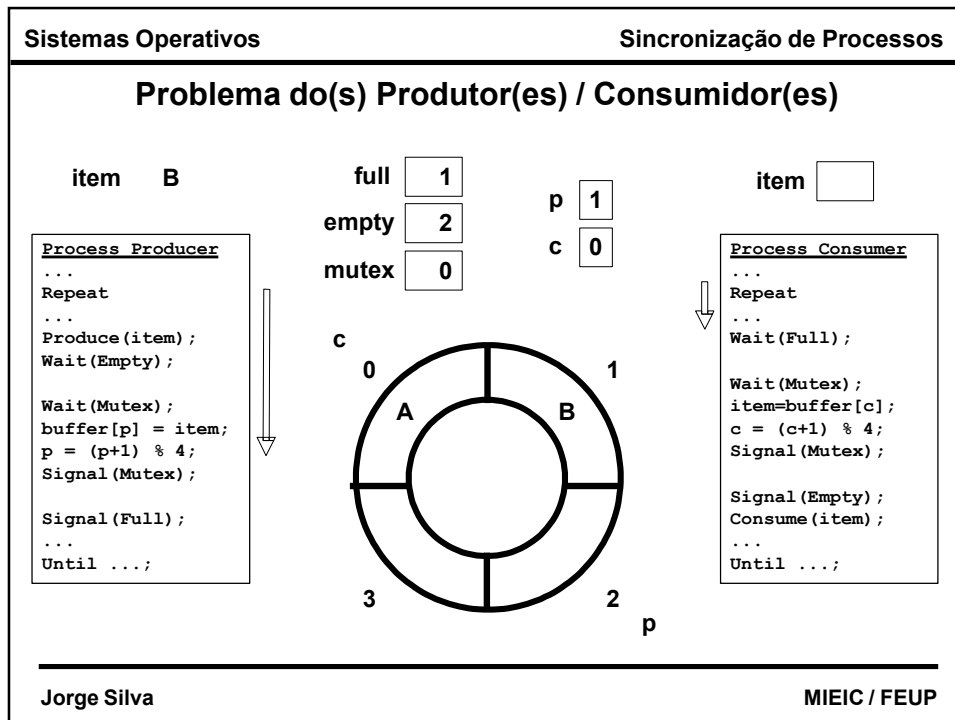 Sistemas Operativos
Sincronização de Processos
Problema do(s) Produtor(es) / Consumidor(es)
item B
full 1
empty 2
mutex 0
p 1
c 0
item
Process Producer
...
Repeat
...
Produce(item);
Wait(Empty);
Wait(Mutex);
buffer[p] = item;
p = (p+1) % 4;
Signal(Mutex);
Signal(Full);
...
Until ...;
c
0
1
A
B
3
2
p
Process Consumer
...
Repeat
...
Wait(Full);
Wait(Mutex);
item=buffer[c];
c = (c+1) % 4;
Signal(Mutex);
Signal(Empty);
Consume(item);
...
Until ...;
Jorge Silva
MIEIC / FEUP